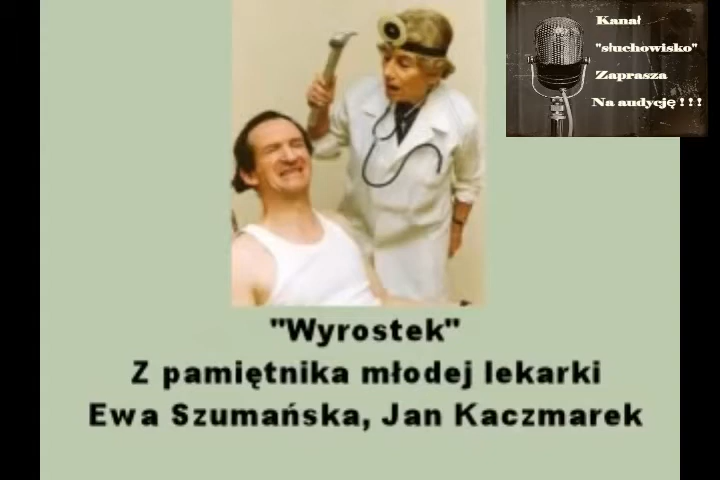 Kanał
"słuchowisko"
Zaprasza
Na audycję ! ! !
"Wyrostek"
Z pamiętnika młodej lekarki
Ewa Szumańska, Jan Kaczmarek